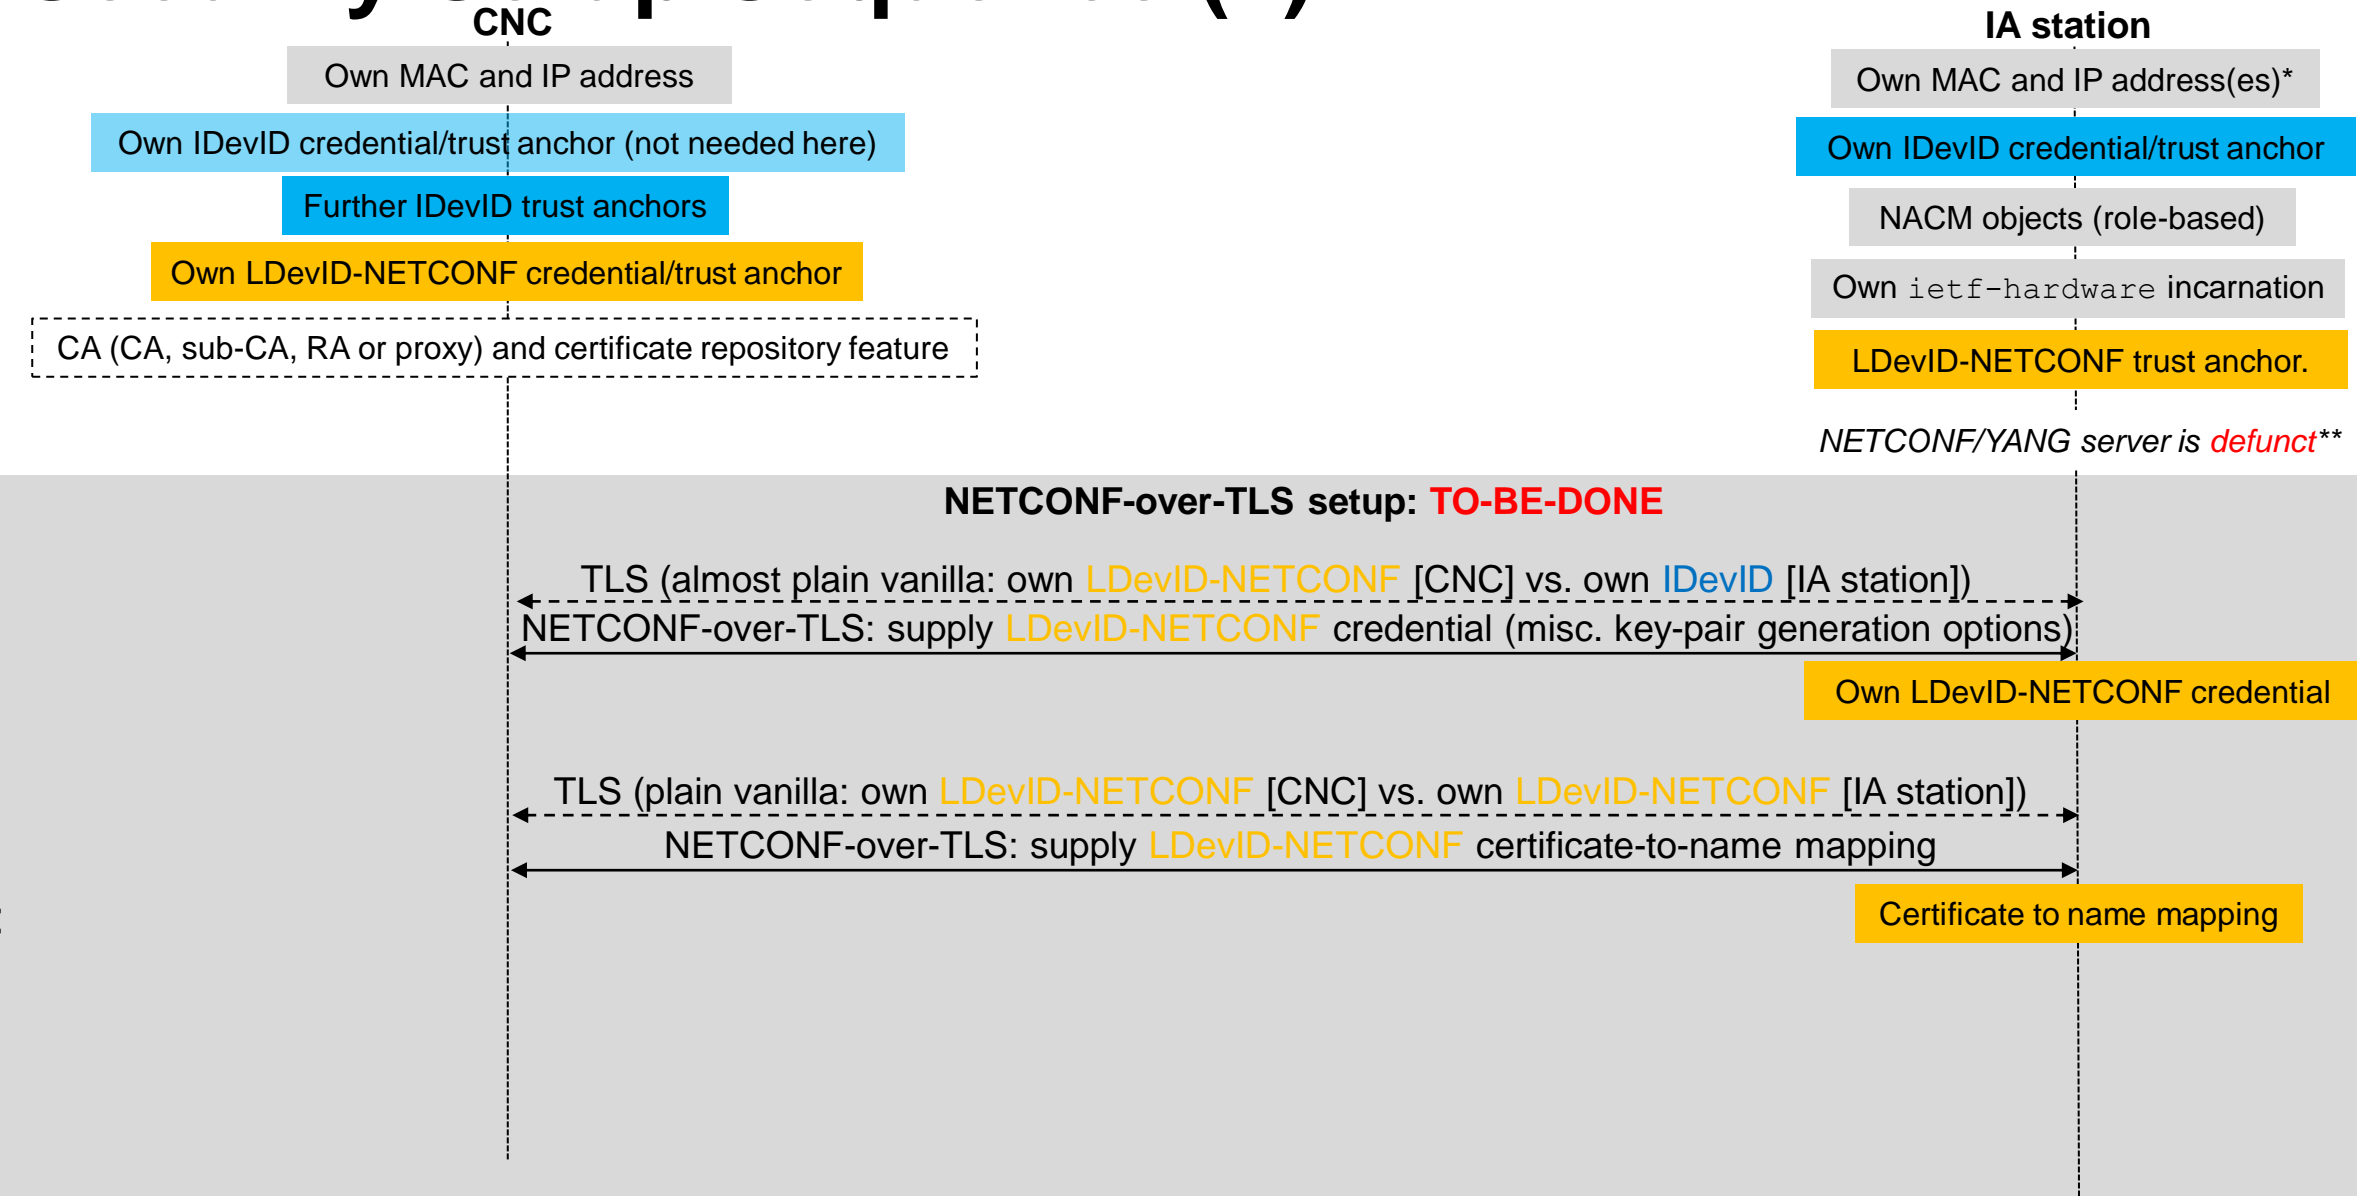 CNC
IA station
Own MAC and IP address
Own MAC and IP address(es)*
Own IDevID credential/trust anchor (not needed here)
Own IDevID credential/trust anchor
Further IDevID trust anchors
NACM objects (role-based)
Own LDevID-NETCONF credential/trust anchor
Own ietf-hardware incarnation
CA (CA, sub-CA, RA or proxy) and certificate repository feature
LDevID-NETCONF trust anchor.
NETCONF/YANG server is defunct**
NETCONF-over-TLS setup: TO-BE-DONE
TLS (almost plain vanilla: own LDevID-NETCONF [CNC] vs. own IDevID [IA station])
NETCONF-over-TLS: supply LDevID-NETCONF credential (misc. key-pair generation options)
Own LDevID-NETCONF credential
TLS (plain vanilla: own LDevID-NETCONF [CNC] vs. own LDevID-NETCONF [IA station])
NETCONF-over-TLS: supply LDevID-NETCONF certificate-to-name mapping
Certificate to name mapping